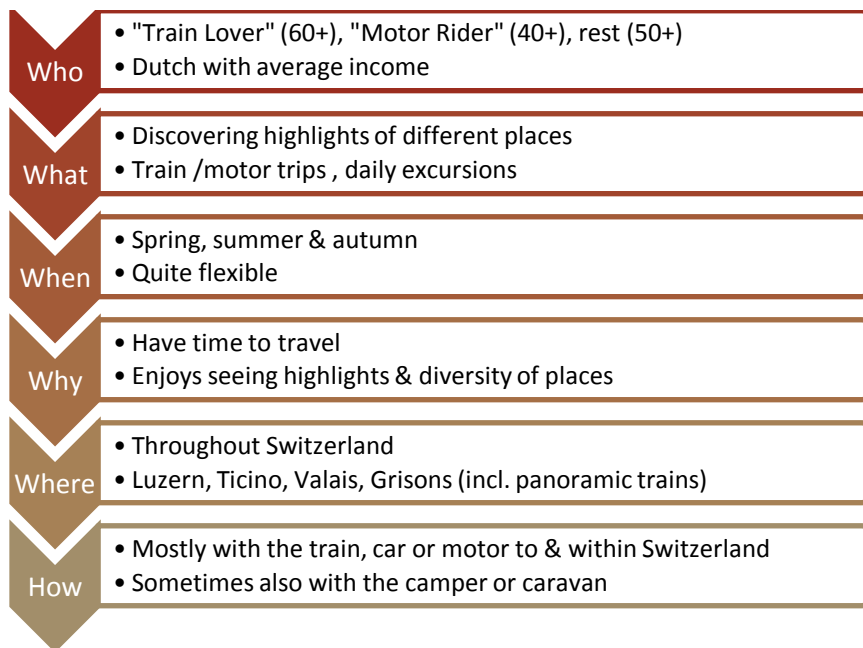 Who
• "Train Lover" (60+), "Motor Rider" (40+), rest (50+)
• Dutch with average income
What
• Discovering highlights of different places
• Train /motor trips , daily excursions
When
• Spring, summer & autumn
• Quite flexible
Why
• Have time to travel
• Enjoys seeing highlights & diversity of places
Where
• Throughout Switzerland
• Luzern, Ticino, Valais, Grisons (incl. panoramic trains)
How
• Mostly with the train, car or motor to & within Switzerland
• Sometimes also with the camper or caravan